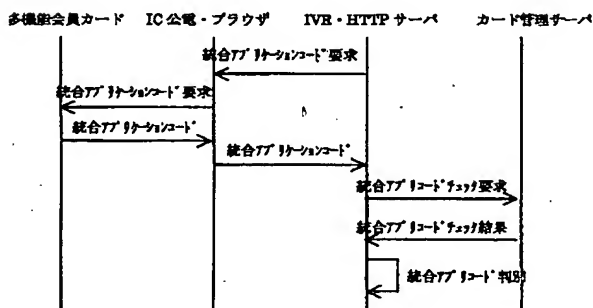 多機能会員カード IC公電・ブラウザ IVR・HTTPサーバ カード管理サーバ
統合ｱﾌﾟﾘｹｰｼｮﾝｺｰﾄﾞ要求
統合ｱﾌﾟﾘｹｰｼｮﾝｺｰﾄﾞ要求
統合ｱﾌﾟﾘｹｰｼｮﾝｺｰﾄﾞ
統合ｱﾌﾟﾘｹｰｼｮﾝｺｰﾄﾞ
統合ｱﾌﾟﾘｺｰﾄﾞﾁｪｯｸ要求
統合ｱﾌﾟﾘｺｰﾄﾞﾁｪｯｸ結果
統合ｱﾌﾟﾘｺｰﾄﾞ判別